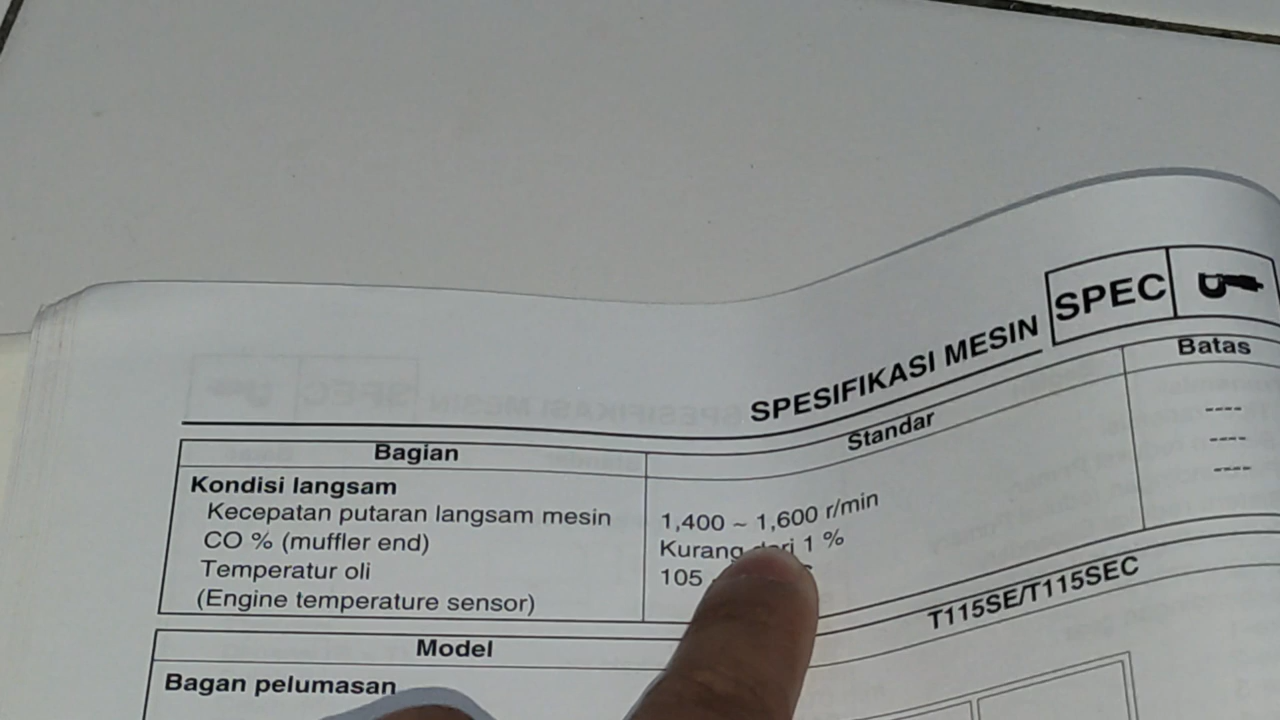 SPESIFIKASI MESIN SPEC
Bagian Standar Batas
Kondisi langsam
Kecepatan putaran langsam mesin 1,400 ~ 1,600 r/min ----
CO % (muffler end) Kurang dari 1 % ----
Temperatur oli 105 ----
(Engine temperature sensor)
Model T115SE/T115SEC
Bagan pelumasan